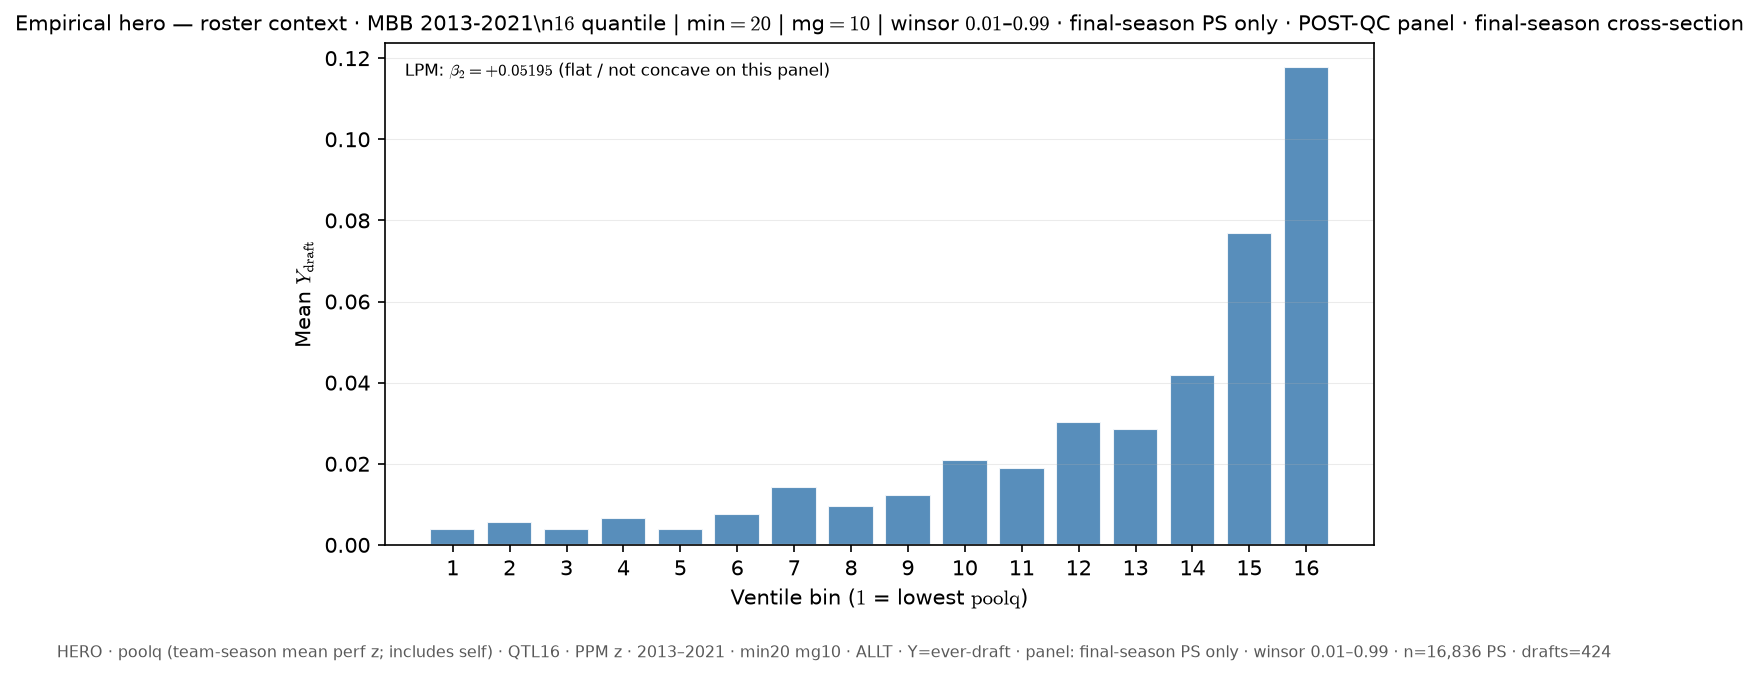 Empirical hero — roster context · MBB 2013-2021\n16 quantile | min = 20 | mg = 10 | winsor 0.01–0.99 · final-season PS only · POST-QC panel · final-season cross-section
LPM: β₂ = +0.05195 (flat / not concave on this panel)
0.12
0.10
0.08
0.06
0.04
0.02
0.00
Mean Y_draft
1 2 3 4 5 6 7 8 9 10 11 12 13 14 15 16
Ventile bin (1 = lowest poolq)
HERO · poolq (team-season mean perf z; includes self) · QTL16 · PPM z · 2013–2021 · min20 mg10 · ALLT · Y=ever-draft · panel: final-season PS only · winsor 0.01–0.99 · n=16,836 PS · drafts=424